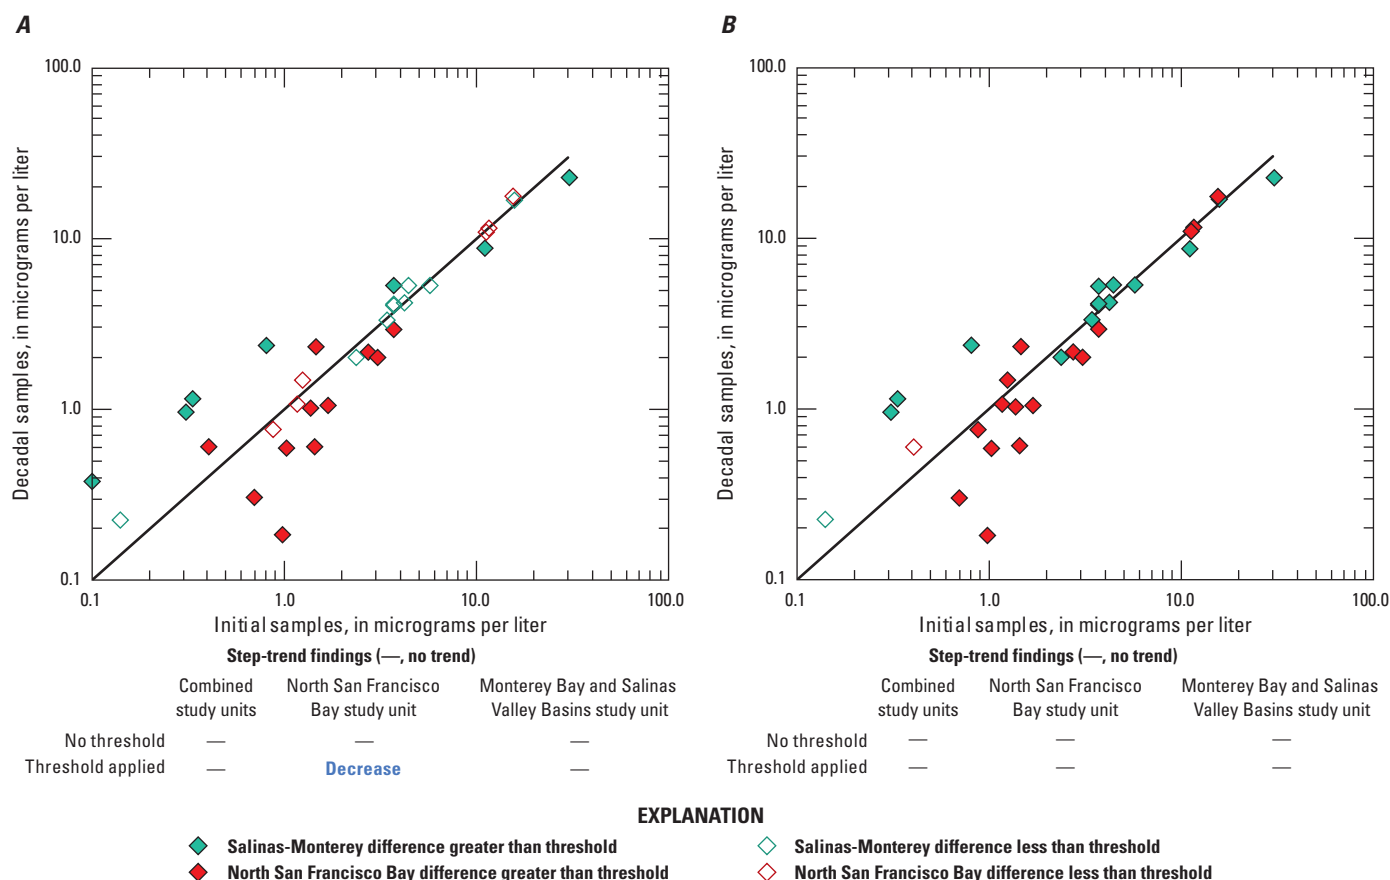 A
B
100.0
10.0
1.0
0.1
Decadal samples, in micrograms per liter
0.1 1.0 10.0 100.0
Initial samples, in micrograms per liter
Step-trend findings (—, no trend)
Combined study units
North San Francisco Bay study unit
Monterey Bay and Salinas Valley Basins study unit
No threshold — — —
Threshold applied — Decrease —
100.0
10.0
1.0
0.1
Decadal samples, in micrograms per liter
0.1 1.0 10.0 100.0
Initial samples, in micrograms per liter
Step-trend findings (—, no trend)
Combined study units
North San Francisco Bay study unit
Monterey Bay and Salinas Valley Basins study unit
No threshold — — —
Threshold applied — — —
EXPLANATION
Salinas-Monterey difference greater than threshold
North San Francisco Bay difference greater than threshold
Salinas-Monterey difference less than threshold
North San Francisco Bay difference less than threshold